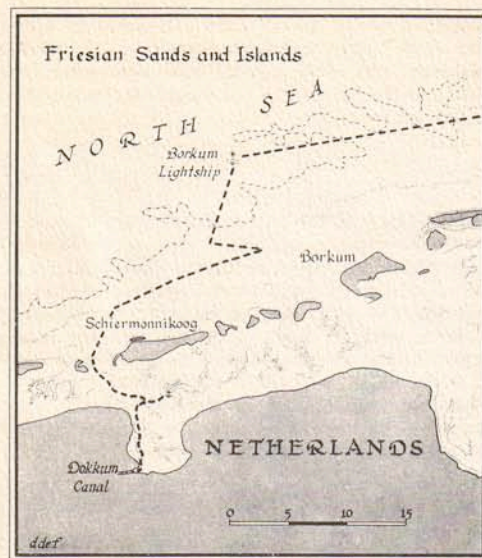 Friesian Sands and Islands
NORTH SEA
Borkum
Lightship
Borkum
Schiermonnikoog
NETHERLANDS
Dokkum
Canal
0 5 10 15
ddef